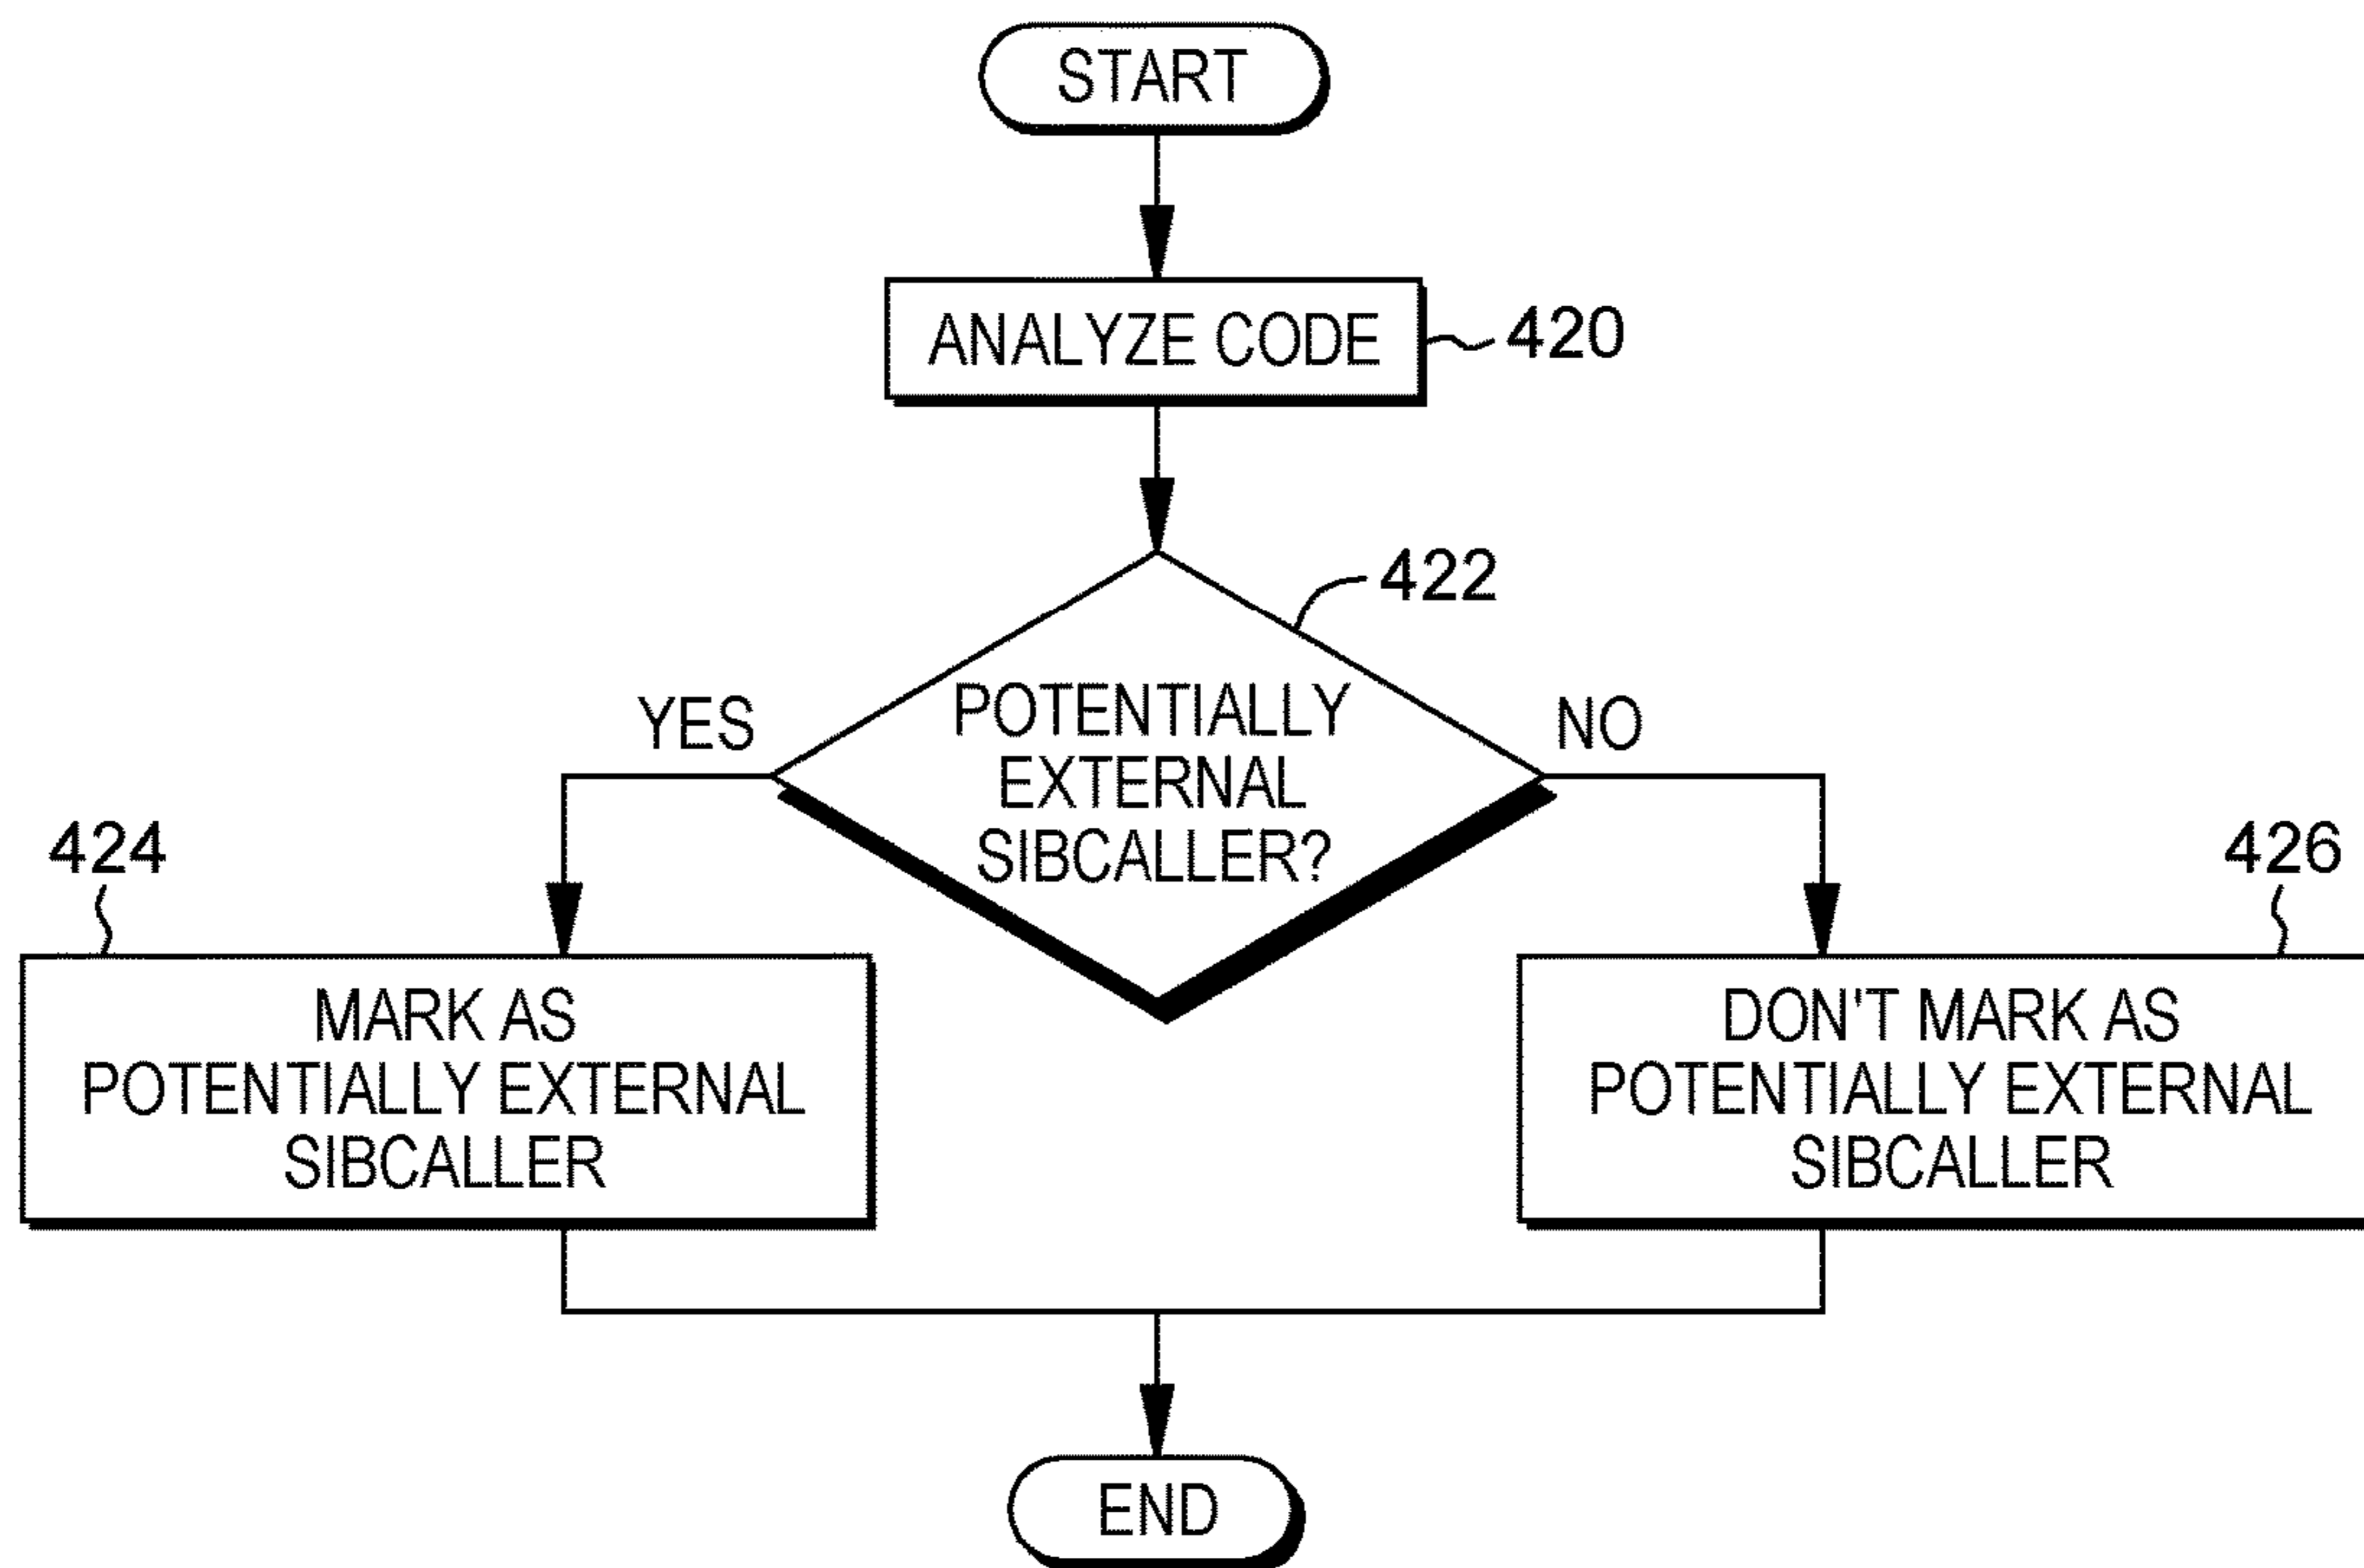 START
ANALYZE CODE
420
422
POTENTIALLY
EXTERNAL
SIBCALLER?
YES
NO
424
MARK AS
POTENTIALLY EXTERNAL
SIBCALLER
426
DON'T MARK AS
POTENTIALLY EXTERNAL
SIBCALLER
END